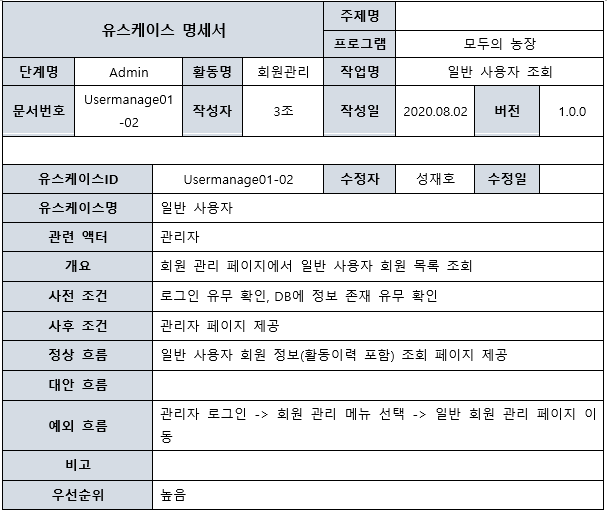 유스케이스 명세서
주제명
프로그램 모두의 농장
단계명 Admin 활동명 회원관리 작업명 일반 사용자 조회
문서번호 Usermanage01
-02 작성자 3조 작성일 2020.08.02 버전 1.0.0
유스케이스ID Usermanage01-02 수정자 성재호 수정일
유스케이스명 일반 사용자
관련 액터 관리자
개요 회원 관리 페이지에서 일반 사용자 회원 목록 조회
사전 조건 로그인 유무 확인, DB에 정보 존재 유무 확인
사후 조건 관리자 페이지 제공
정상 흐름 일반 사용자 회원 정보(활동이력 포함) 조회 페이지 제공
대안 흐름
예외 흐름 관리자 로그인 -> 회원 관리 메뉴 선택 -> 일반 회원 관리 페이지 이
동
비고
우선순위 높음